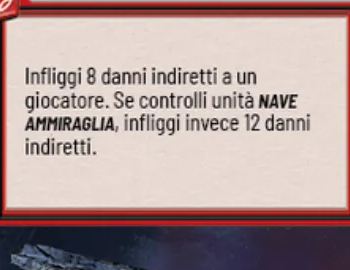 Infliggi 8 danni indiretti a un
giocatore. Se controlli unità NAVE
AMMIRAGLIA, infliggi invece 12 danni
indiretti.